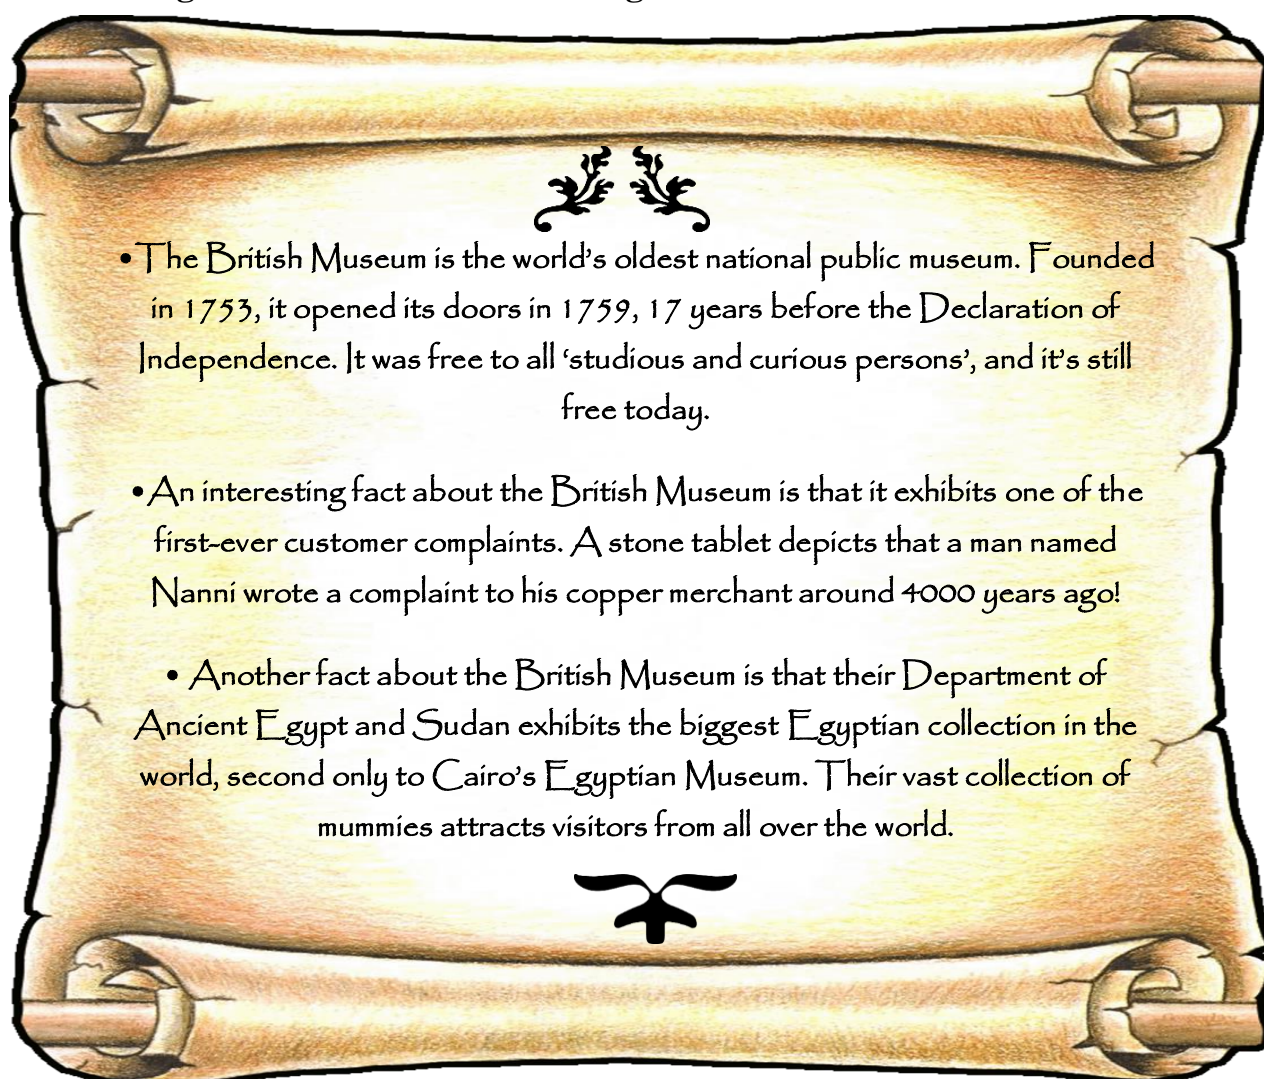 • The British Museum is the world’s oldest national public museum. Founded
in 1753, it opened its doors in 1759, 17 years before the Declaration of
Independence. It was free to all ‘studious and curious persons’, and it’s still
free today.
• An interesting fact about the British Museum is that it exhibits one of the
first-ever customer complaints. A stone tablet depicts that a man named
Nanni wrote a complaint to his copper merchant around 4000 years ago!
• Another fact about the British Museum is that their Department of
Ancient Egypt and Sudan exhibits the biggest Egyptian collection in the
world, second only to Cairo’s Egyptian Museum. Their vast collection of
mummies attracts visitors from all over the world.